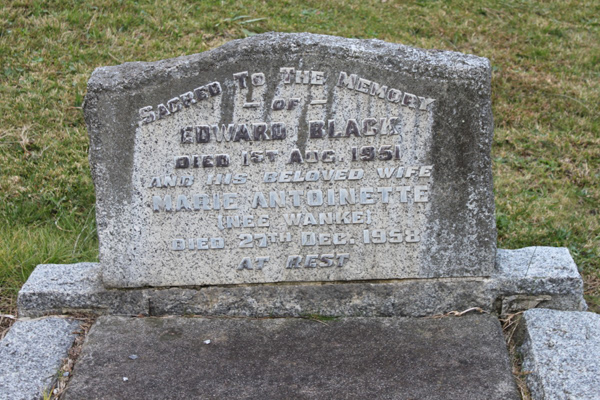 SACRED TO THE MEMORY
- OF -
EDWARD BLACK
DIED 1ST AUG. 1951
AND HIS BELOVED WIFE
MARIE ANTOINETTE
(NEE WANKE)
DIED 27TH DEC. 1958
AT REST